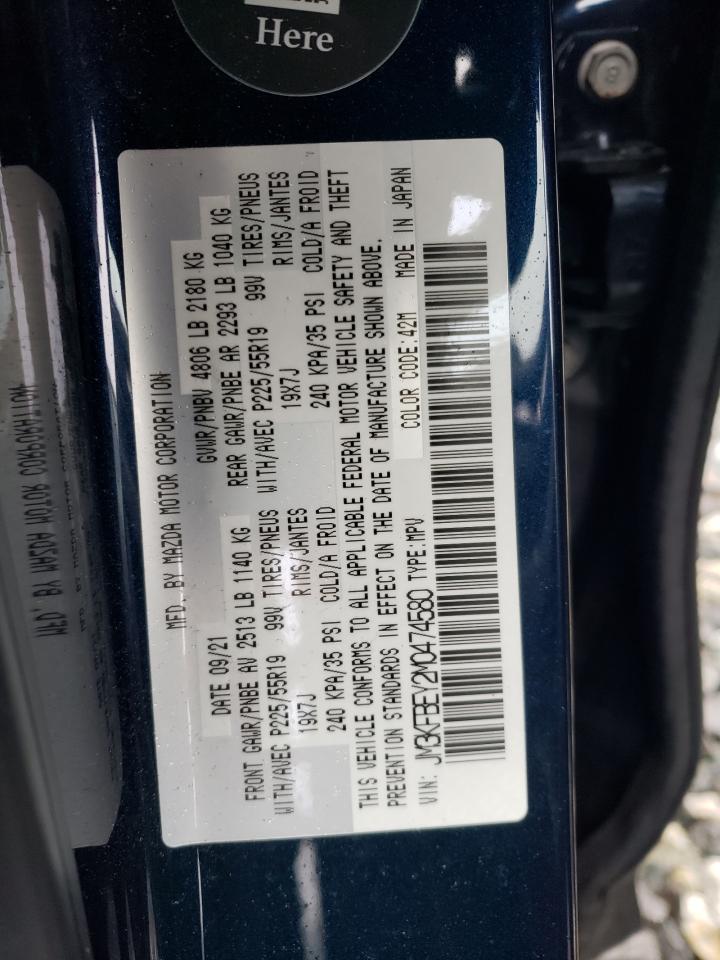 Here
MFD. BY MAZDA MOTOR CORPORATION
DATE 09/21 GVWR/PNBV 4806 LB 2180 KG
FRONT GAWR/PNBE AV 2513 LB 1140 KG REAR GAWR/PNBE AR 2293 LB 1040 KG
WITH/AVEC P225/55R19 99V TIRES/PNEUS WITH/AVEC P225/55R19 99V TIRES/PNEUS
19X7J RIMS/JANTES 19X7J RIMS/JANTES
240 KPA/35 PSI COLD/A FROID 240 KPA/35 PSI COLD/A FROID
THIS VEHICLE CONFORMS TO ALL APPLICABLE FEDERAL MOTOR VEHICLE SAFETY AND THEFT
PREVENTION STANDARDS IN EFFECT ON THE DATE OF MANUFACTURE SHOWN ABOVE.
VIN: JM3KFBEY2M0474580 TYPE:MPV COLOR CODE:42M MADE IN JAPAN